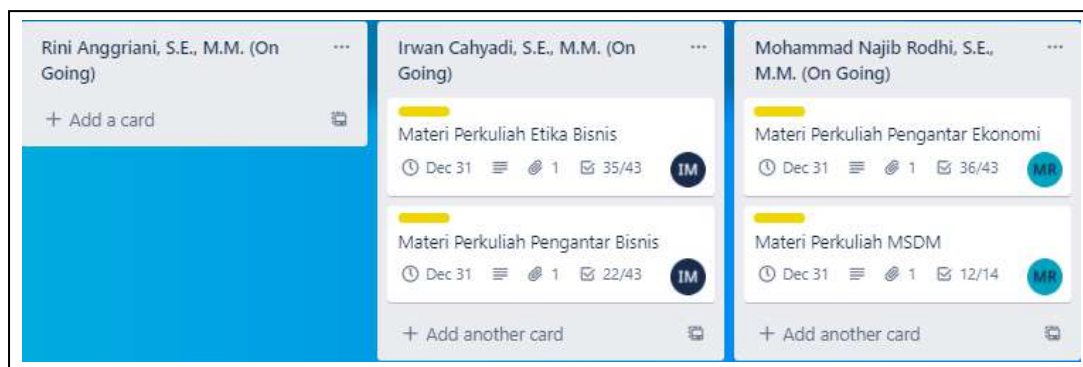 Rini Anggriani, S.E., M.M. (On
Going)
+ Add a card
Irwan Cahyadi, S.E., M.M. (On
Going)
Materi Perkuliah Etika Bisnis
Dec 31 1 35/43 IM
Materi Perkuliah Pengantar Bisnis
Dec 31 1 22/43 IM
+ Add another card
Mohammad Najib Rodhi, S.E.,
M.M. (On Going)
Materi Perkuliah Pengantar Ekonomi
Dec 31 1 36/43 MR
Materi Perkuliah MSDM
Dec 31 1 12/14 MR
+ Add another card